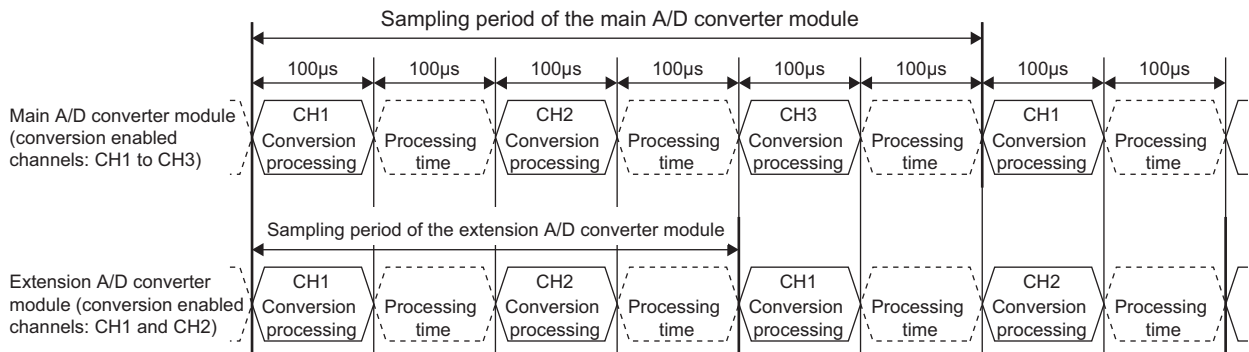 Sampling period of the main A/D converter module
100µs 100µs 100µs 100µs 100µs 100µs 100µs 100µs
Main A/D converter module
(conversion enabled
channels: CH1 to CH3)
CH1
Conversion
processing
Processing
time
CH2
Conversion
processing
Processing
time
CH3
Conversion
processing
Processing
time
CH1
Conversion
processing
Processing
time
Sampling period of the extension A/D converter module
Extension A/D converter
module (conversion enabled
channels: CH1 and CH2)
CH1
Conversion
processing
Processing
time
CH2
Conversion
processing
Processing
time
CH1
Conversion
processing
Processing
time
CH2
Conversion
processing
Processing
time